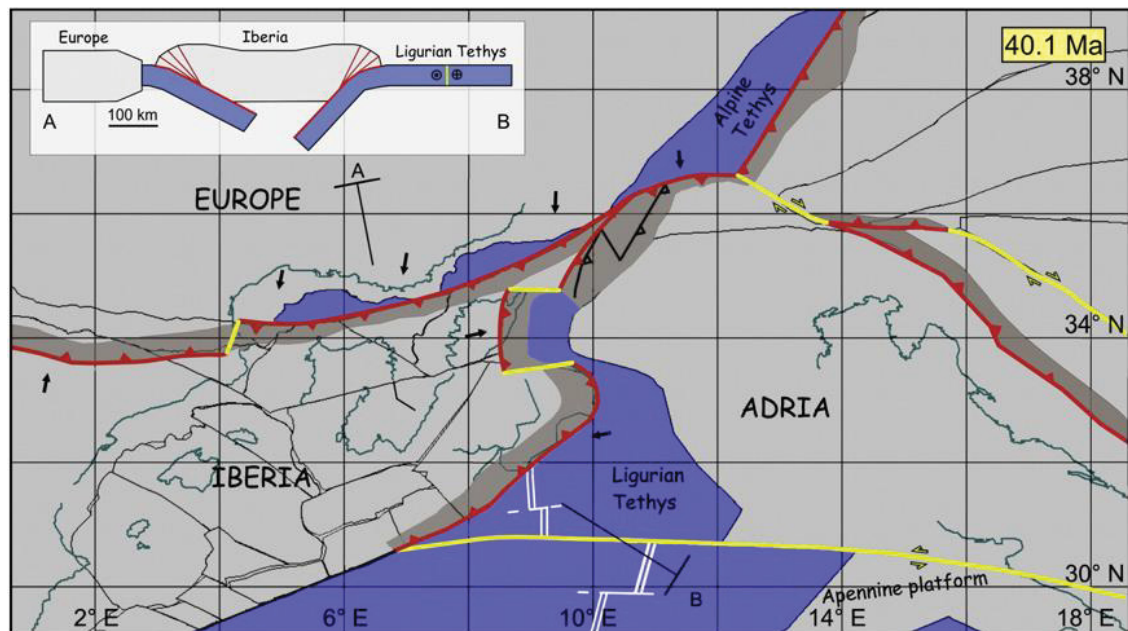 Europe
Iberia
Ligurian Tethys
100 km
A
B
40.1 Ma
38° N
Alpine
Tethys
A
EUROPE
34° N
ADRIA
IBERIA
Ligurian
Tethys
30° N
Apennine platform
B
2° E
6° E
10° E
14° E
18° E